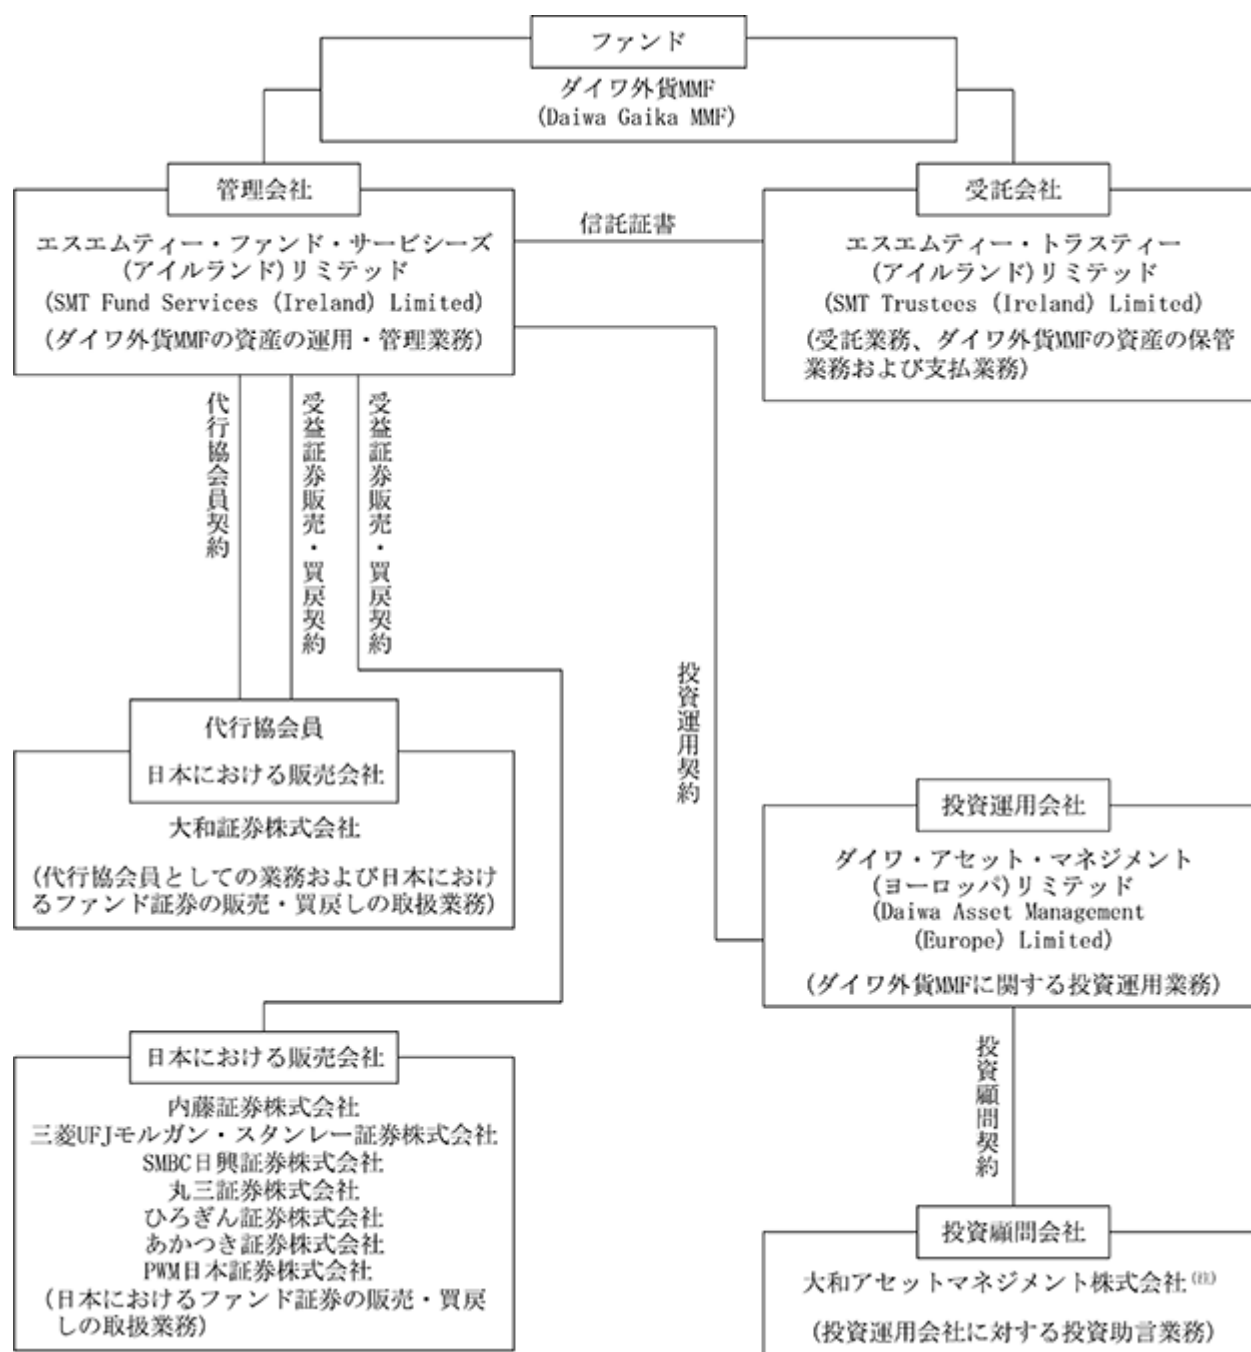 ファンド
ダイワ外貨MMF
(Daiwa Gaika MMF)
管理会社
エスエムティー・ファンド・サービシーズ
(アイルランド)リミテッド
(SMT Fund Services (Ireland) Limited)
(ダイワ外貨MMFの資産の運用・管理業務)
信託証書
受託会社
エスエムティー・トラスティー
(アイルランド)リミテッド
(SMT Trustees (Ireland) Limited)
(受託業務、ダイワ外貨MMFの資産の保管
業務および支払業務)
代行協会員契約
受益証券販売・買戻契約
受益証券販売・買戻契約
投資運用契約
代行協会員
日本における販売会社
大和証券株式会社
(代行協会員としての業務および日本におけ
るファンド証券の販売・買戻しの取扱業務)
投資運用会社
ダイワ・アセット・マネジメント
(ヨーロッパ)リミテッド
(Daiwa Asset Management
(Europe) Limited)
(ダイワ外貨MMFに関する投資運用業務)
日本における販売会社
内藤証券株式会社
三菱UFJモルガン・スタンレー証券株式会社
SMBC日興証券株式会社
丸三証券株式会社
ひろぎん証券株式会社
あかつき証券株式会社
PWM日本証券株式会社
(日本におけるファンド証券の販売・買戻
しの取扱業務)
投資顧問契約
投資顧問会社
大和アセットマネジメント株式会社(注)
(投資運用会社に対する投資助言業務)